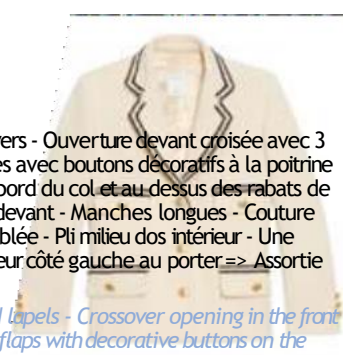 ers - Ouverture devant croisée avec 3
es avec boutons décoratifs à la poitrine
bord du col et au dessus des rabats de
devant - Manches longues - Couture
blée - Pli milieu dos intérieur - Une
eur côté gauche au porter => Assortie
l lapels - Crossover opening in the front
flaps with decorative buttons on the